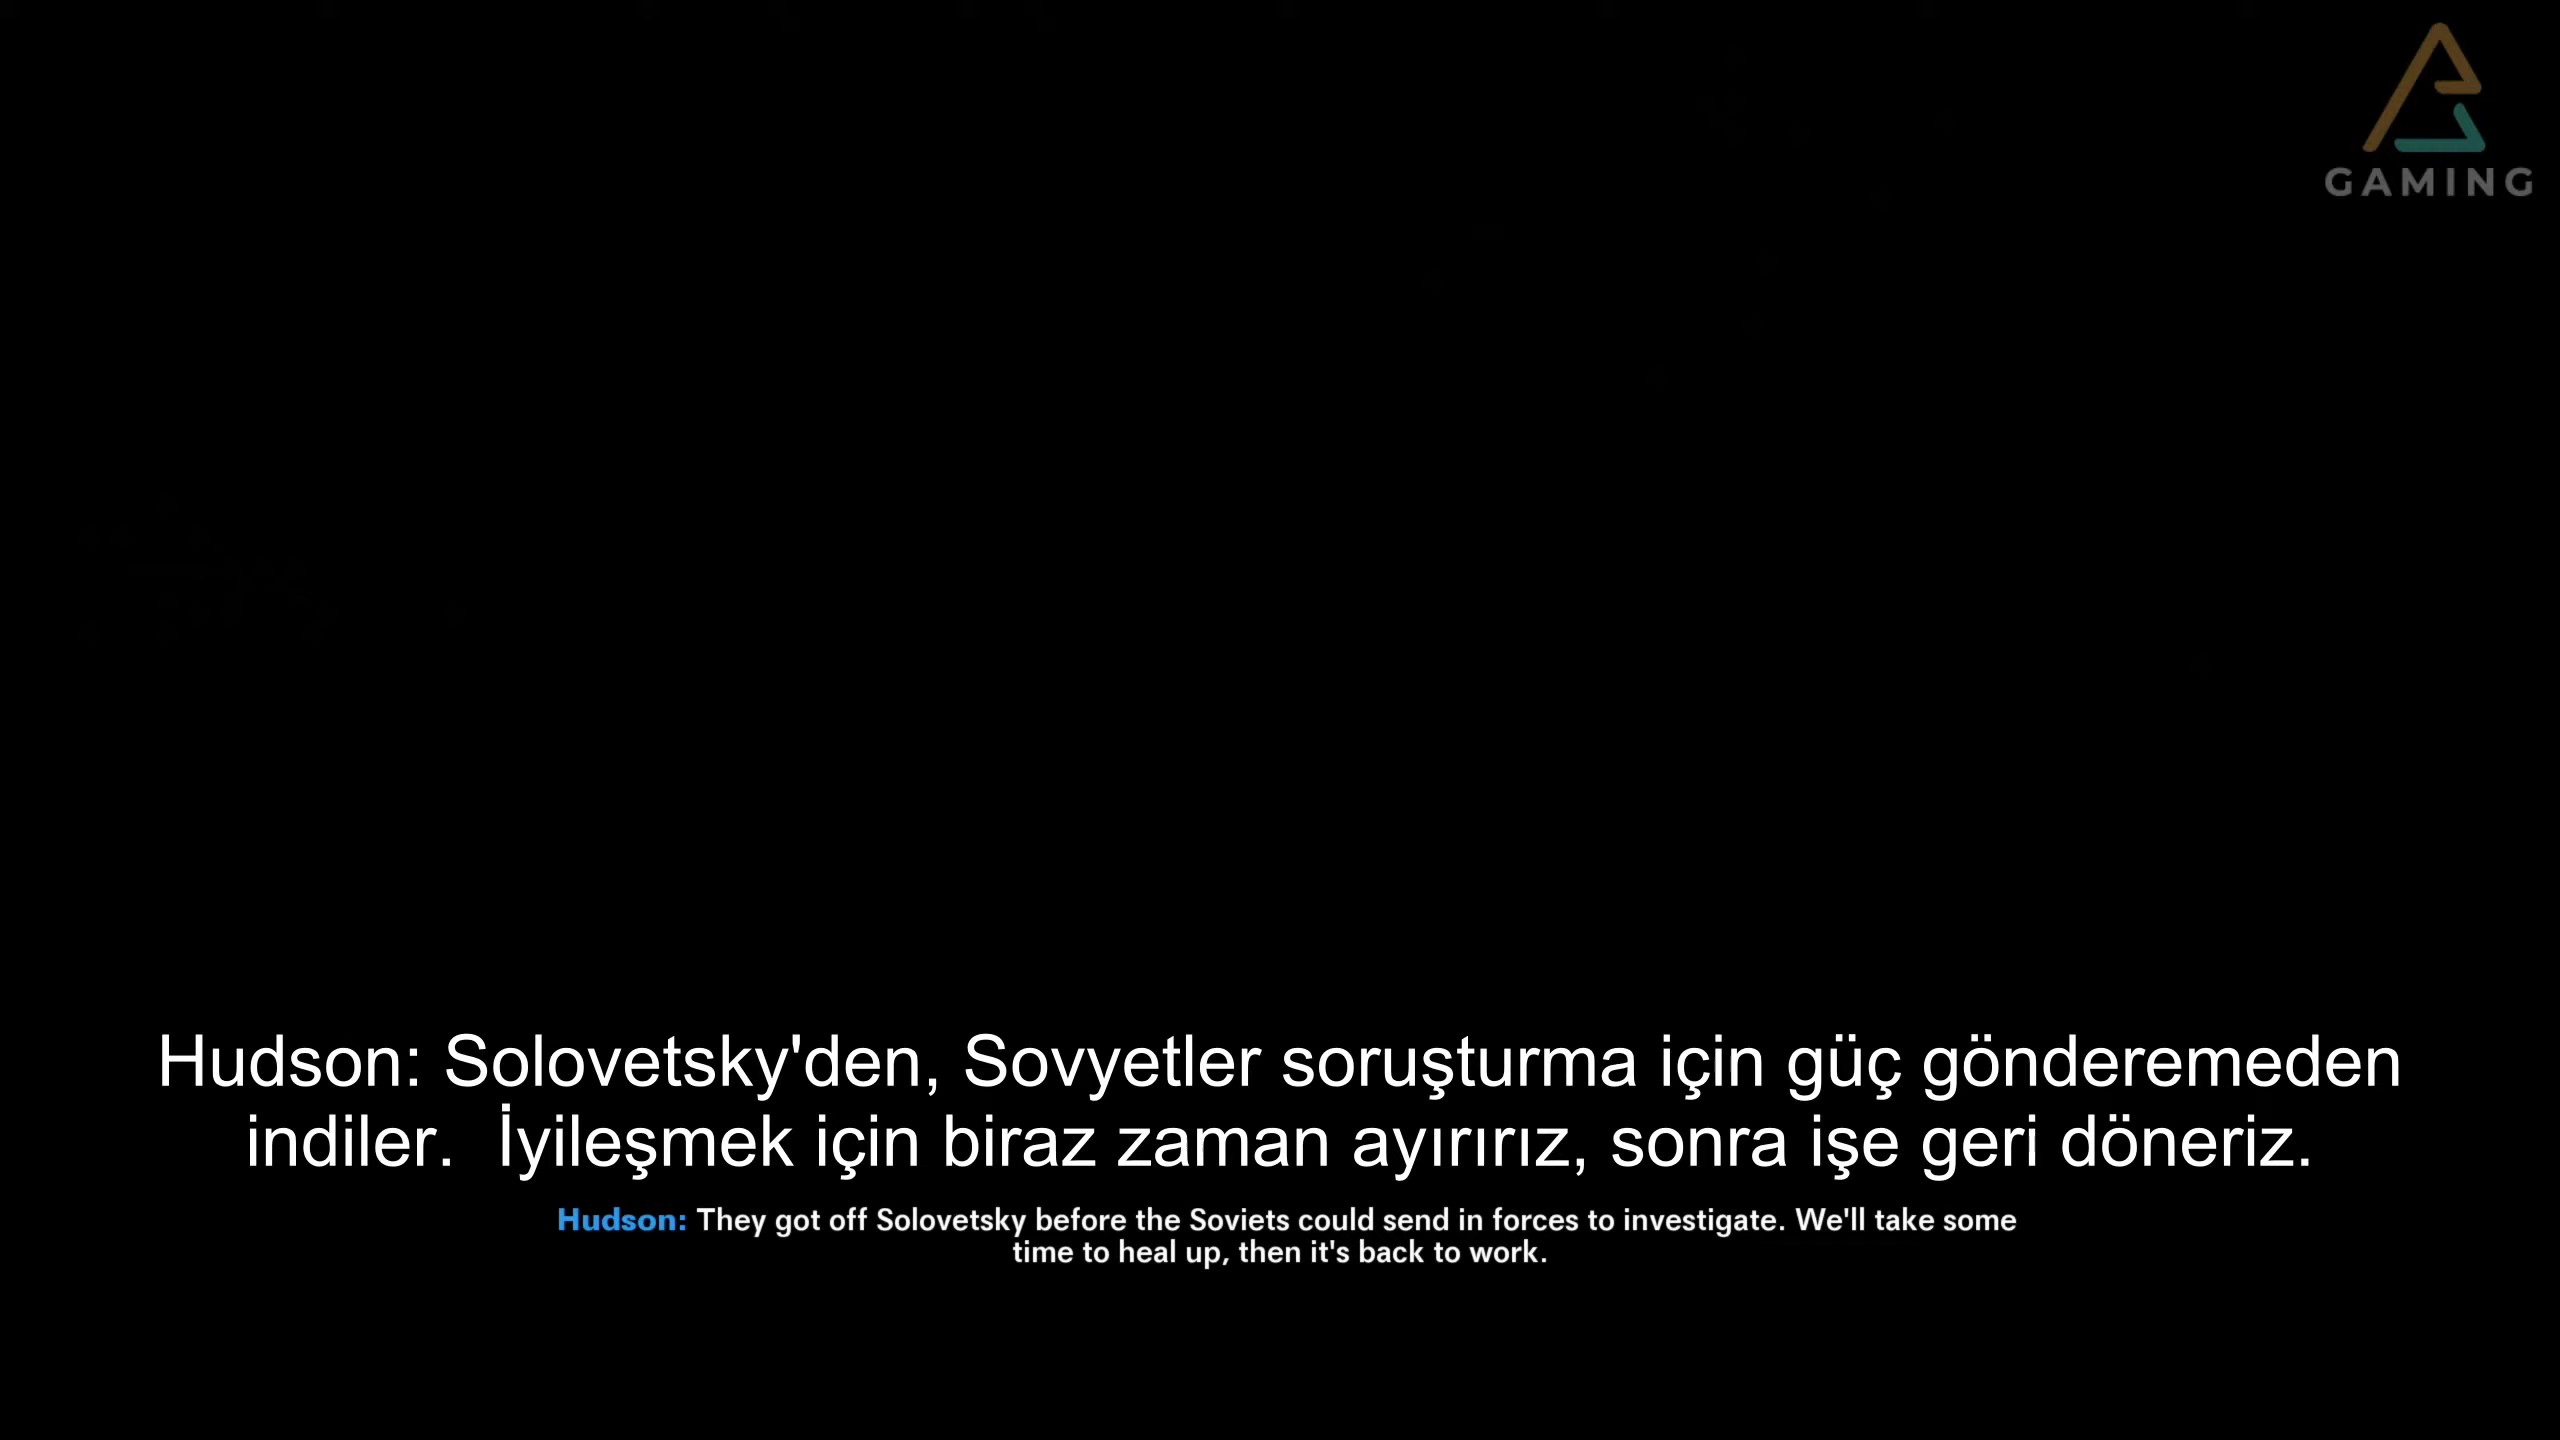 GAMING
Hudson: Solovetsky'den, Sovyetler soruşturma için güç gönderemeden
indiler.  İyileşmek için biraz zaman ayırırız, sonra işe geri döneriz.
Hudson: They got off Solovetsky before the Soviets could send in forces to investigate. We'll take some
time to heal up, then it's back to work.